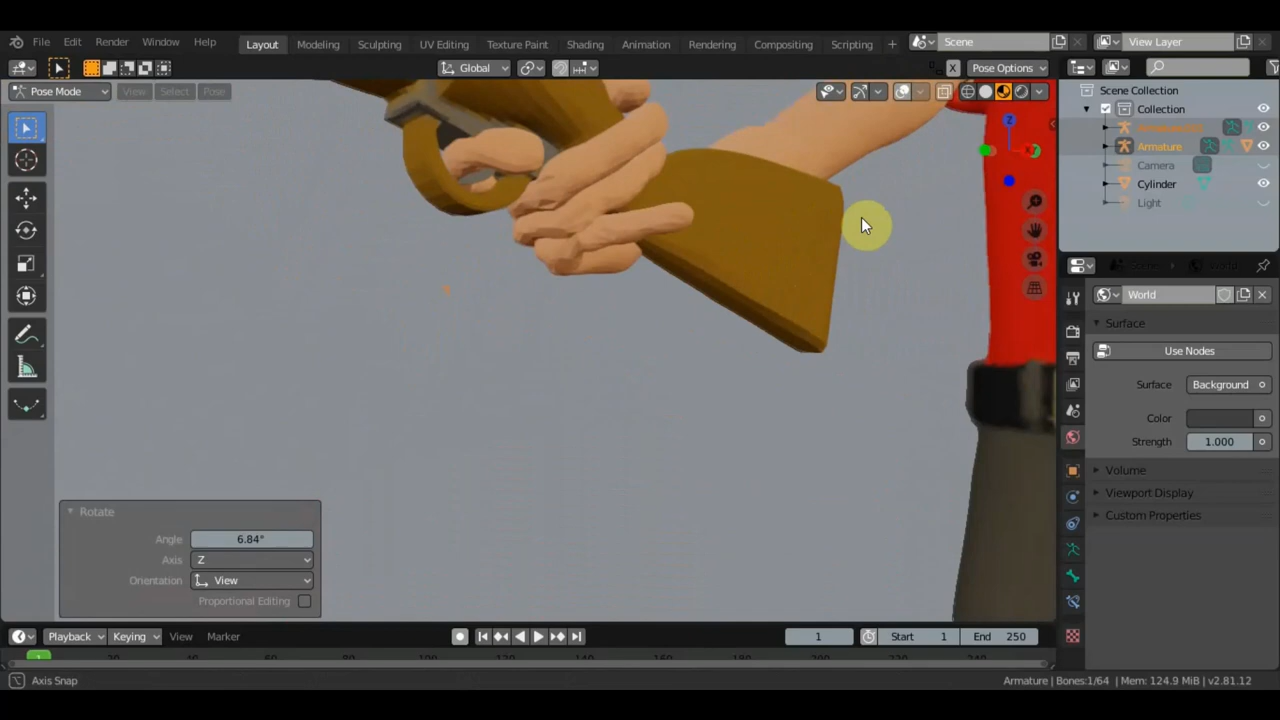 File Edit Render Window Help Layout Modeling Sculpting UV Editing Texture Paint Shading Animation Rendering Compositing Scripting + Scene View Layer
Global X Pose Options
Pose Mode View Select Pose
Scene Collection
Collection
Armature
Camera
Cylinder
Light
Z
World
Surface
Use Nodes
Surface Background
Color
Strength 1.000
Volume
Viewport Display
Custom Properties
Rotate
Angle 6.84°
Axis Z
Orientation View
Proportional Editing
Playback Keying View Marker 1 Start 1 End 250
1
Axis Snap Armature | Bones:1/64 | Mem: 124.9 MiB | v2.81.12